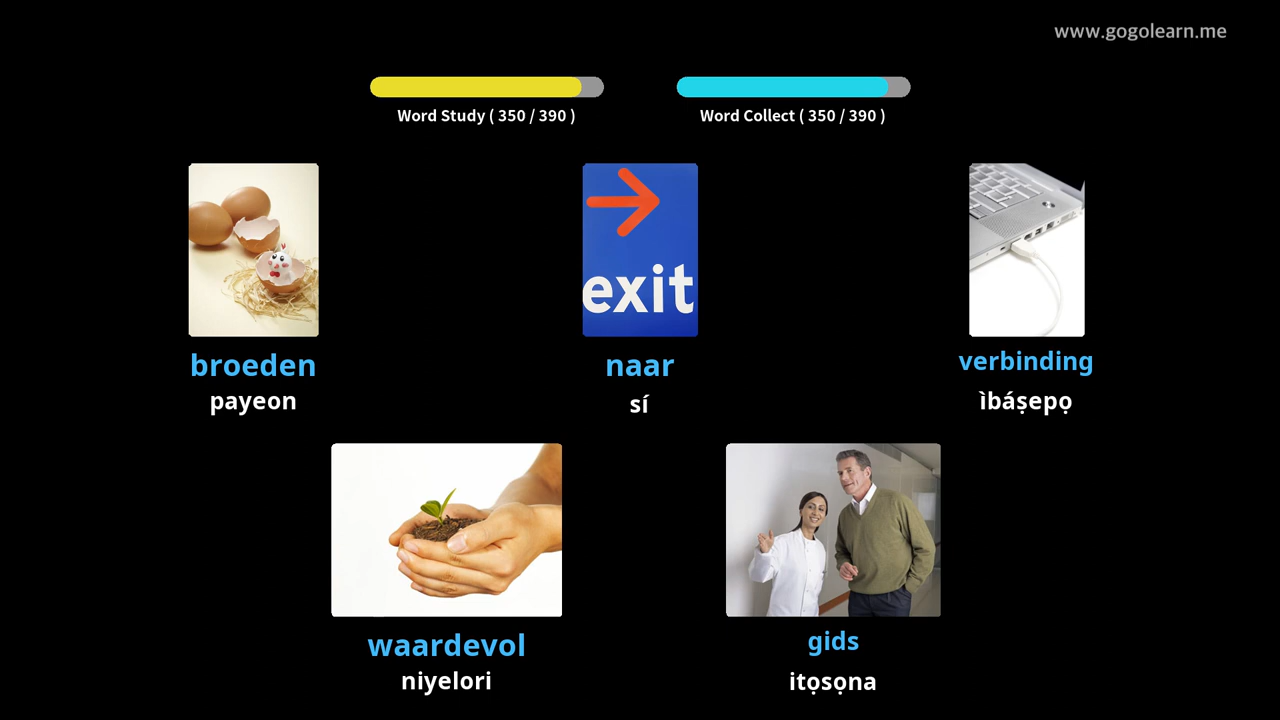 www.gogolearn.me
Word Study ( 350 / 390 )
Word Collect ( 350 / 390 )
exit
broeden
payeon
naar
sí
verbinding
ìbáṣepọ
waardevol
niyelori
gids
itọsọna